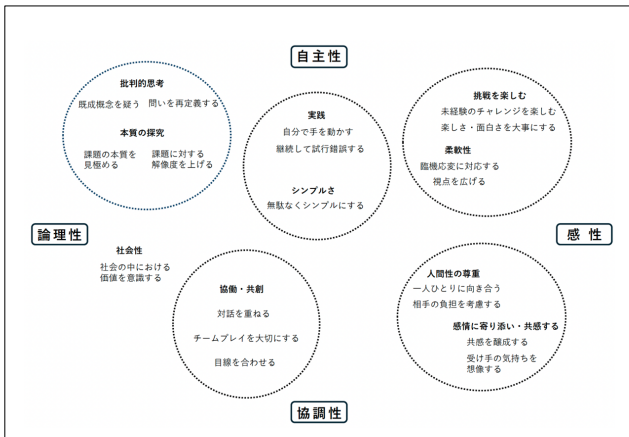 自主性
批判的思考
既成概念を疑う 問いを再定義する
本質の探究
課題の本質を
見極める
課題に対する
解像度を上げる
実践
自分で手を動かす
継続して試行錯誤する
シンプルさ
無駄なくシンプルにする
挑戦を楽しむ
未経験のチャレンジを楽しむ
楽しさ・面白さを大事にする
柔軟性
臨機応変に対応する
視点を広げる
論理性
感 性
社会性
社会の中における
価値を意識する
協働・共創
対話を重ねる
チームプレイを大切にする
目線を合わせる
人間性の尊重
一人ひとりに向き合う
相手の負担を考慮する
感情に寄り添い・共感する
共感を醸成する
受け手の気持ちを
想像する
協調性